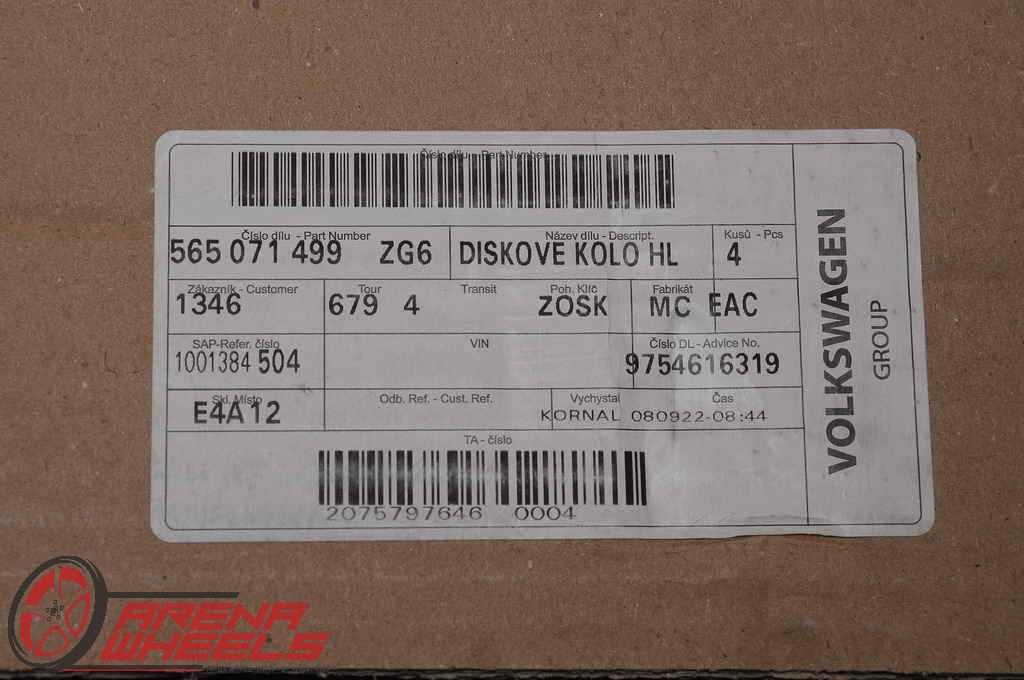 Číslo dílu - Part Number
Číslo dílu - Part Number Název dílu - Descript. Kusů - Pcs
565 071 499 ZG6 DISKOVE KOLO HL 4
Zákazník - Customer Tour Transit Poh. Klíč Fabrikát
1346 679 4 ZOSK MC EAC
SAP-Refer. číslo VIN Číslo DL - Advice No.
1001384 504 9754616319
Skl. Místo Odb. Ref. - Cust. Ref. Vychystal Čas
E4A12 KORNAL 080922-08:44
TA - číslo
2075797646 0004
VOLKSWAGEN
GROUP
ARENA
WHEELS